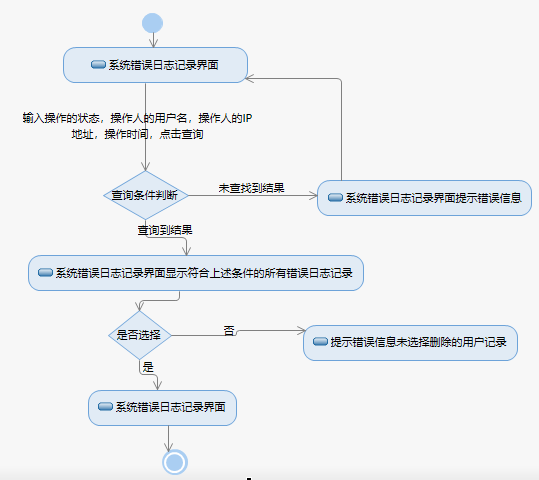 系统错误日志记录界面
输入操作的状态，操作人的用户名，操作人的IP
地址，操作时间，点击查询
查询条件判断
未查找到结果
系统错误日志记录界面提示错误信息
查询到结果
系统错误日志记录界面显示符合上述条件的所有错误日志记录
是否选择
否
提示错误信息未选择删除的用户记录
是
系统错误日志记录界面